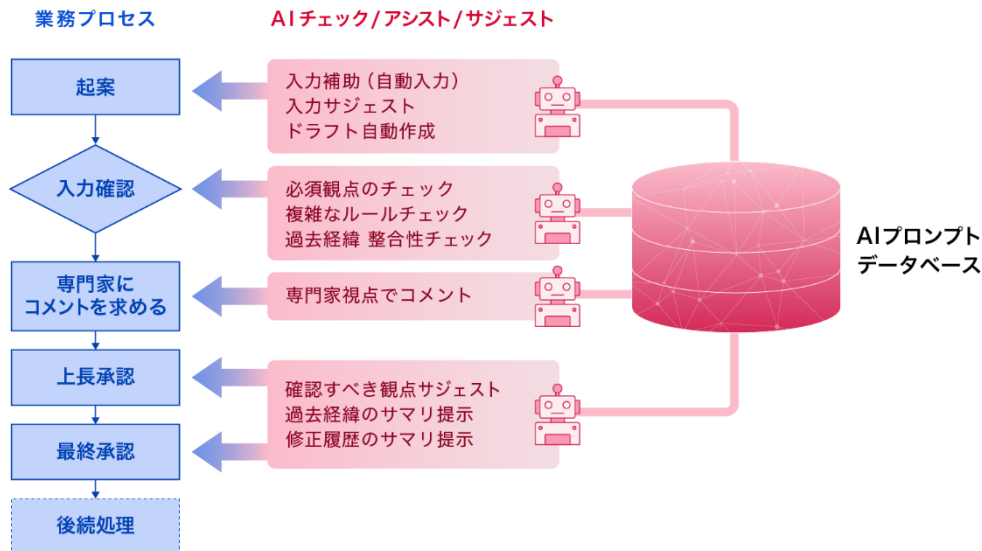 業務プロセス
AIチェック/アシスト/サジェスト
起案
入力補助（自動入力）
入力サジェスト
ドラフト自動作成
入力確認
必須観点のチェック
複雑なルールチェック
過去経緯 整合性チェック
AIプロンプト
データベース
専門家に
コメントを求める
専門家視点でコメント
上長承認
確認すべき観点サジェスト
過去経緯のサマリ提示
修正履歴のサマリ提示
最終承認
後続処理